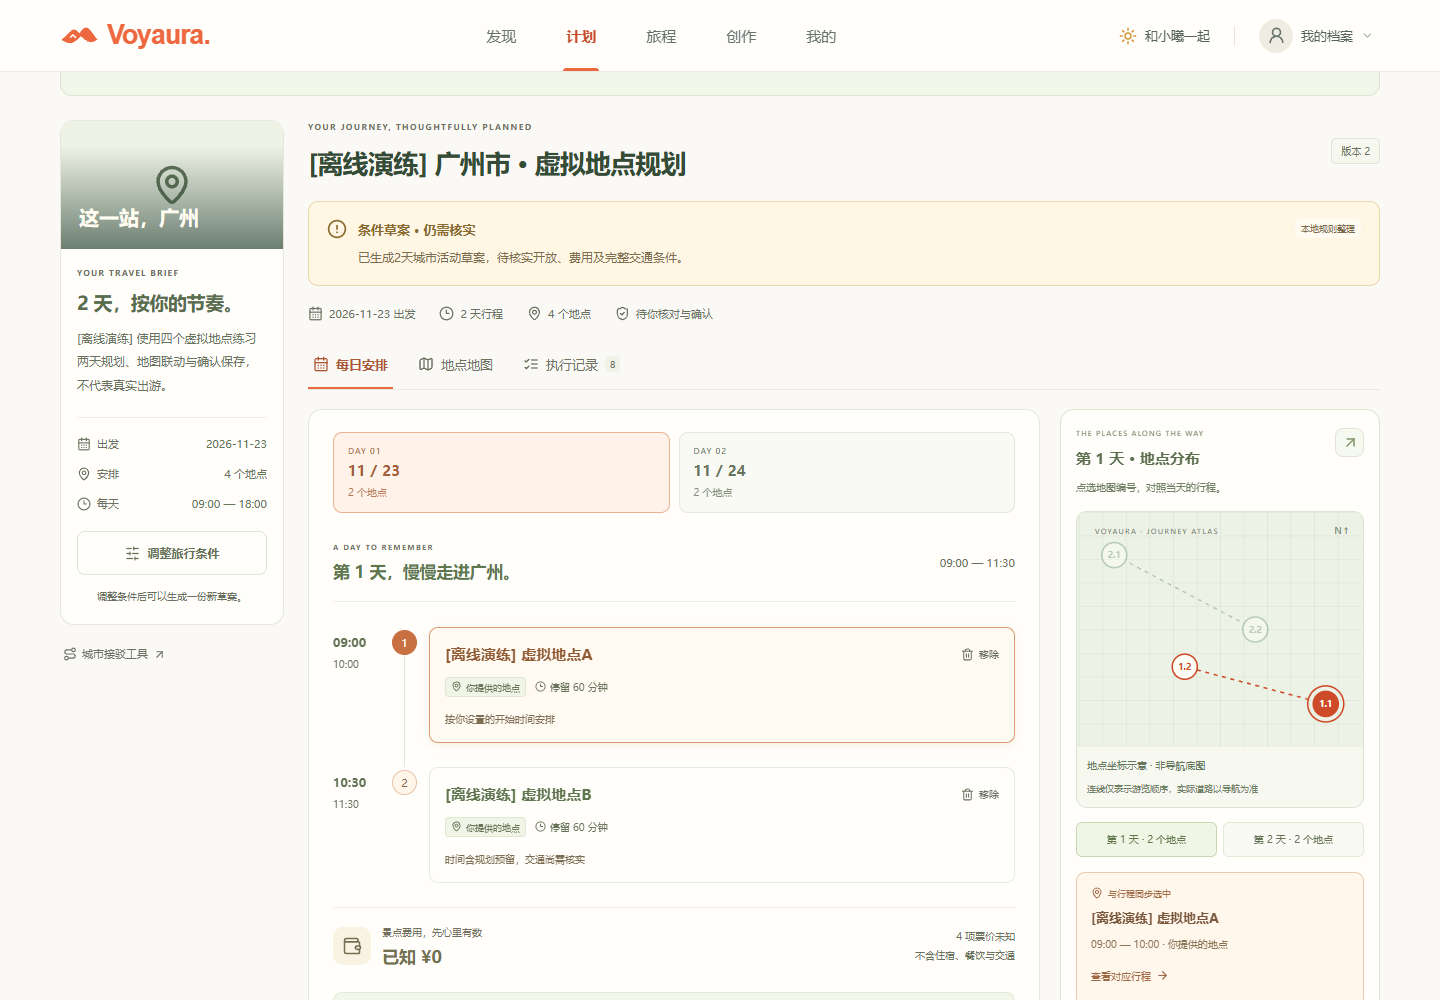 Voyaura.
发现
计划
旅程
创作
我的
和小曦一起
我的档案
这一站，广州
YOUR TRAVEL BRIEF
2 天，按你的节奏。
[离线演练] 使用四个虚拟地点练习
两天规划、地图联动与确认保存，
不代表真实出游。
出发 2026-11-23
安排 4 个地点
每天 09:00 — 18:00
调整旅行条件
调整条件后可以生成一份新草案。
城市接驳工具
YOUR JOURNEY, THOUGHTFULLY PLANNED
[离线演练] 广州市 • 虚拟地点规划
版本 2
条件草案 • 仍需核实
本地规则整理
已生成2天城市活动草案，待核实开放、费用及完整交通条件。
2026-11-23 出发
2 天行程
4 个地点
待你核对与确认
每日安排
地点地图
执行记录 8
DAY 01
11 / 23
2 个地点
DAY 02
11 / 24
2 个地点
A DAY TO REMEMBER
第 1 天，慢慢走进广州。
09:00 — 11:30
09:00
10:00
1
[离线演练] 虚拟地点A
移除
你提供的地点
停留 60 分钟
按你设置的开始时间安排
10:30
11:30
2
[离线演练] 虚拟地点B
移除
你提供的地点
停留 60 分钟
时间含规划预留，交通尚需核实
景点费用，先心里有数
已知 ¥0
4 项票价未知
不含住宿、餐饮与交通
THE PLACES ALONG THE WAY
第 1 天 • 地点分布
点选地图编号，对照当天的行程。
VOYAURA · JOURNEY ATLAS
N↑
2.1
2.2
1.2
1.1
地点坐标示意 · 非导航底图
连线仅表示游览顺序，实际道路以导航为准
第 1 天 · 2 个地点
第 2 天 · 2 个地点
与行程同步选中
[离线演练] 虚拟地点A
09:00 — 10:00 · 你提供的地点
查看对应行程 →